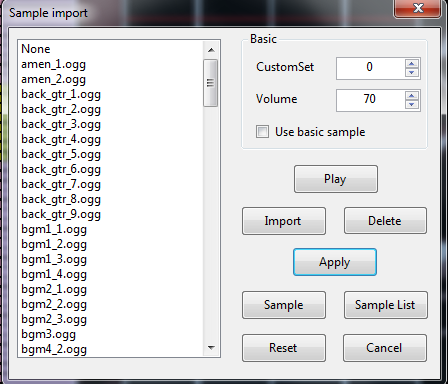 Sample import
None
amen_1.ogg
amen_2.ogg
back_gtr_1.ogg
back_gtr_2.ogg
back_gtr_3.ogg
back_gtr_4.ogg
back_gtr_5.ogg
back_gtr_6.ogg
back_gtr_7.ogg
back_gtr_8.ogg
back_gtr_9.ogg
bgm1_1.ogg
bgm1_2.ogg
bgm1_3.ogg
bgm1_4.ogg
bgm2_1.ogg
bgm2_2.ogg
bgm2_3.ogg
bgm3.ogg
bgm4_2.ogg
Basic
CustomSet 0
Volume 70
Use basic sample
Play
Import Delete
Apply
Sample Sample List
Reset Cancel